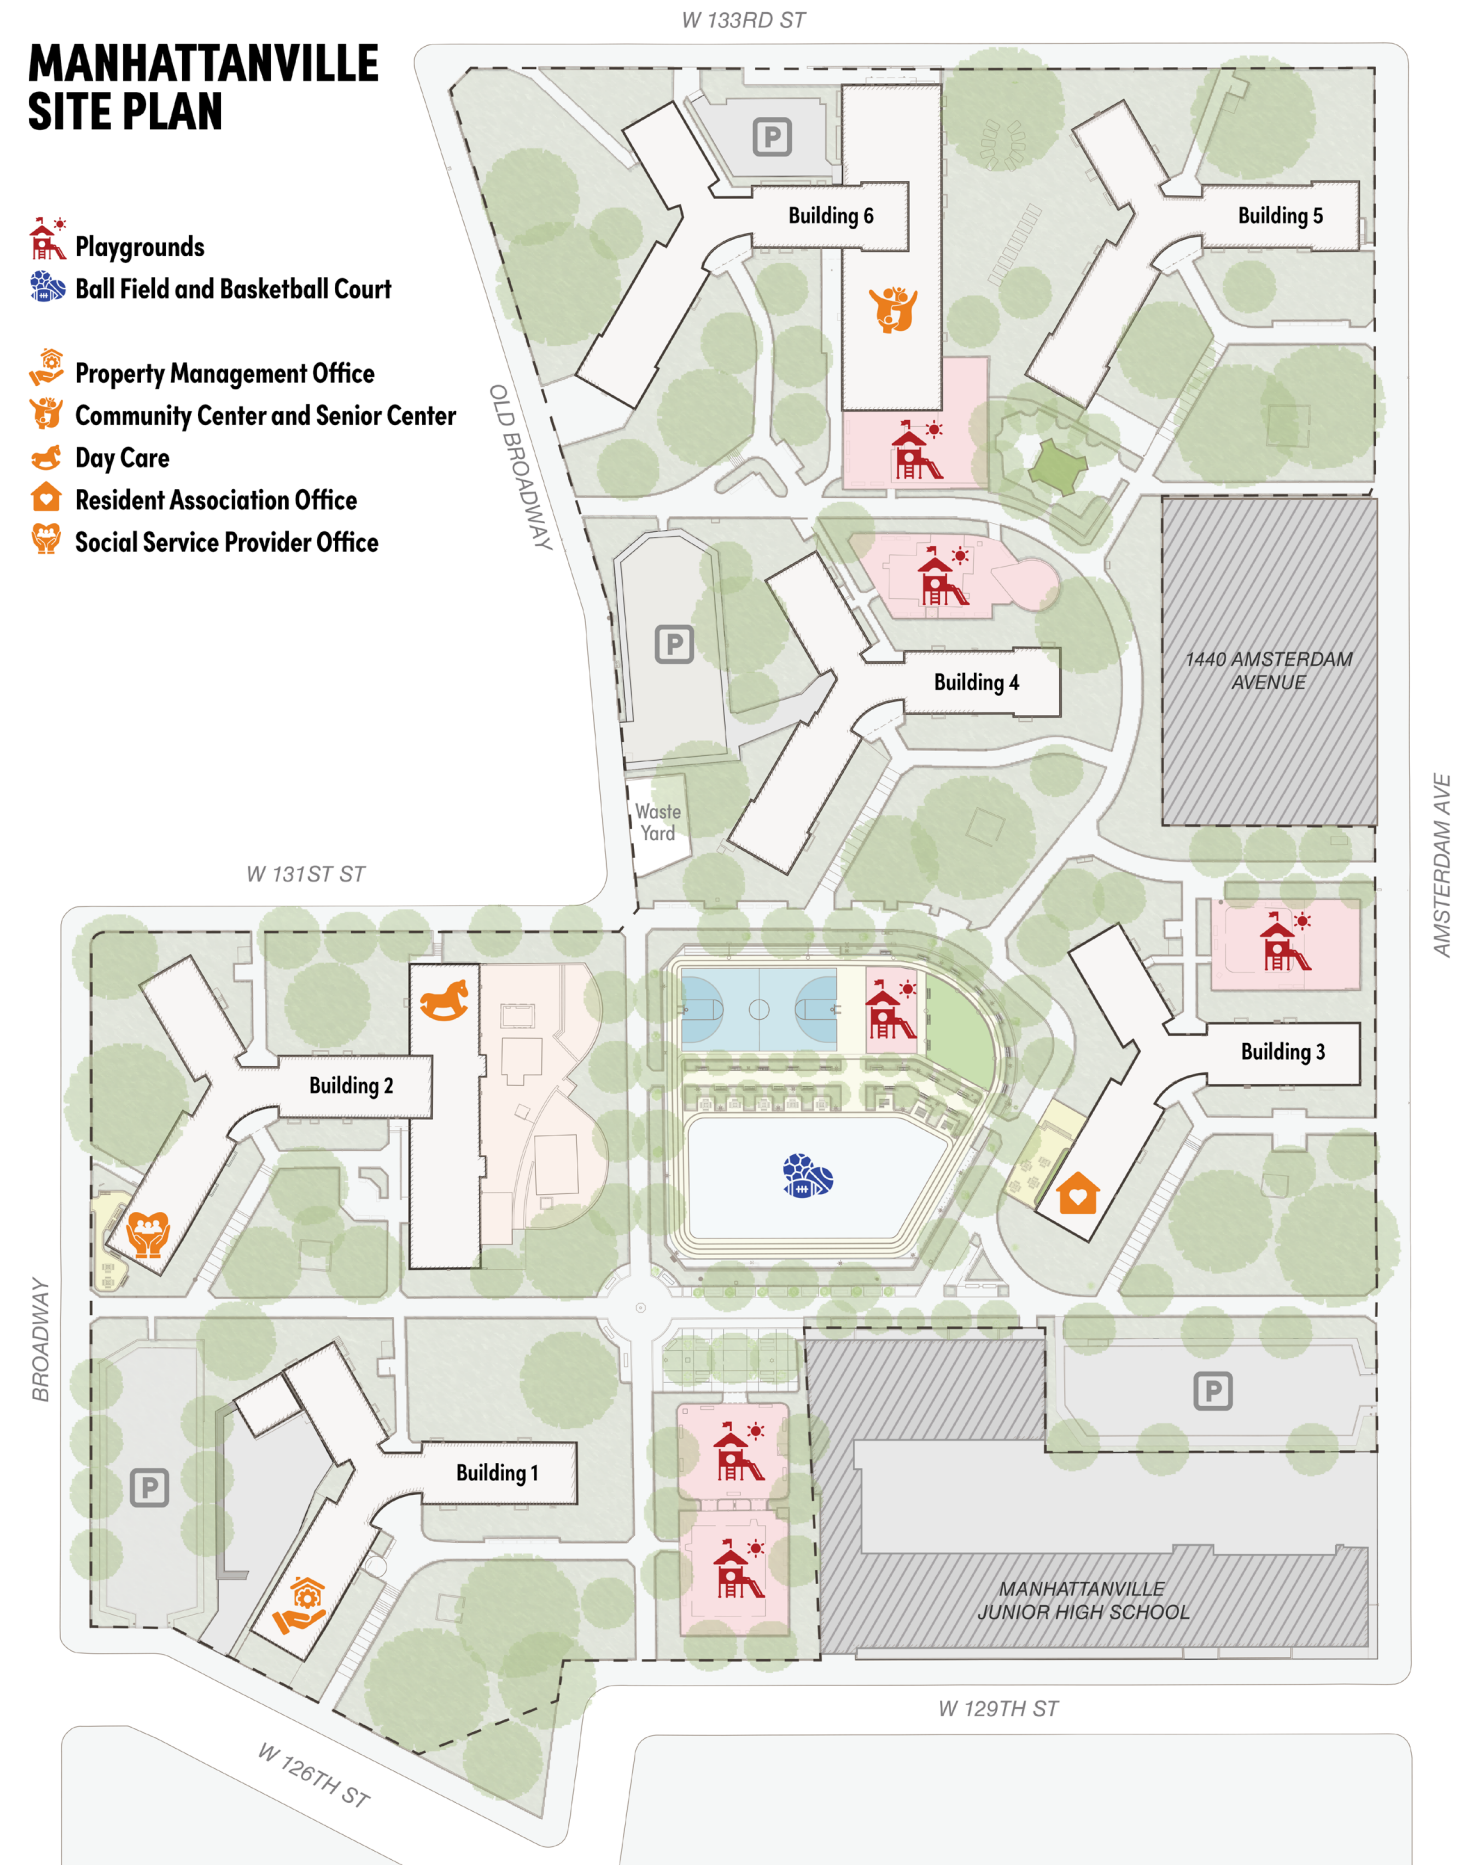 W 133RD ST
MANHATTANVILLE
SITE PLAN
Playgrounds
Ball Field and Basketball Court
Property Management Office
Community Center and Senior Center
Day Care
Resident Association Office
Social Service Provider Office
P
Building 6
Building 5
OLD BROADWAY
P
Building 4
1440 AMSTERDAM
AVENUE
Waste
Yard
AMSTERDAM AVE
W 131ST ST
Building 3
Building 2
BROADWAY
P
Building 1
P
MANHATTANVILLE
JUNIOR HIGH SCHOOL
W 129TH ST
W 126TH ST